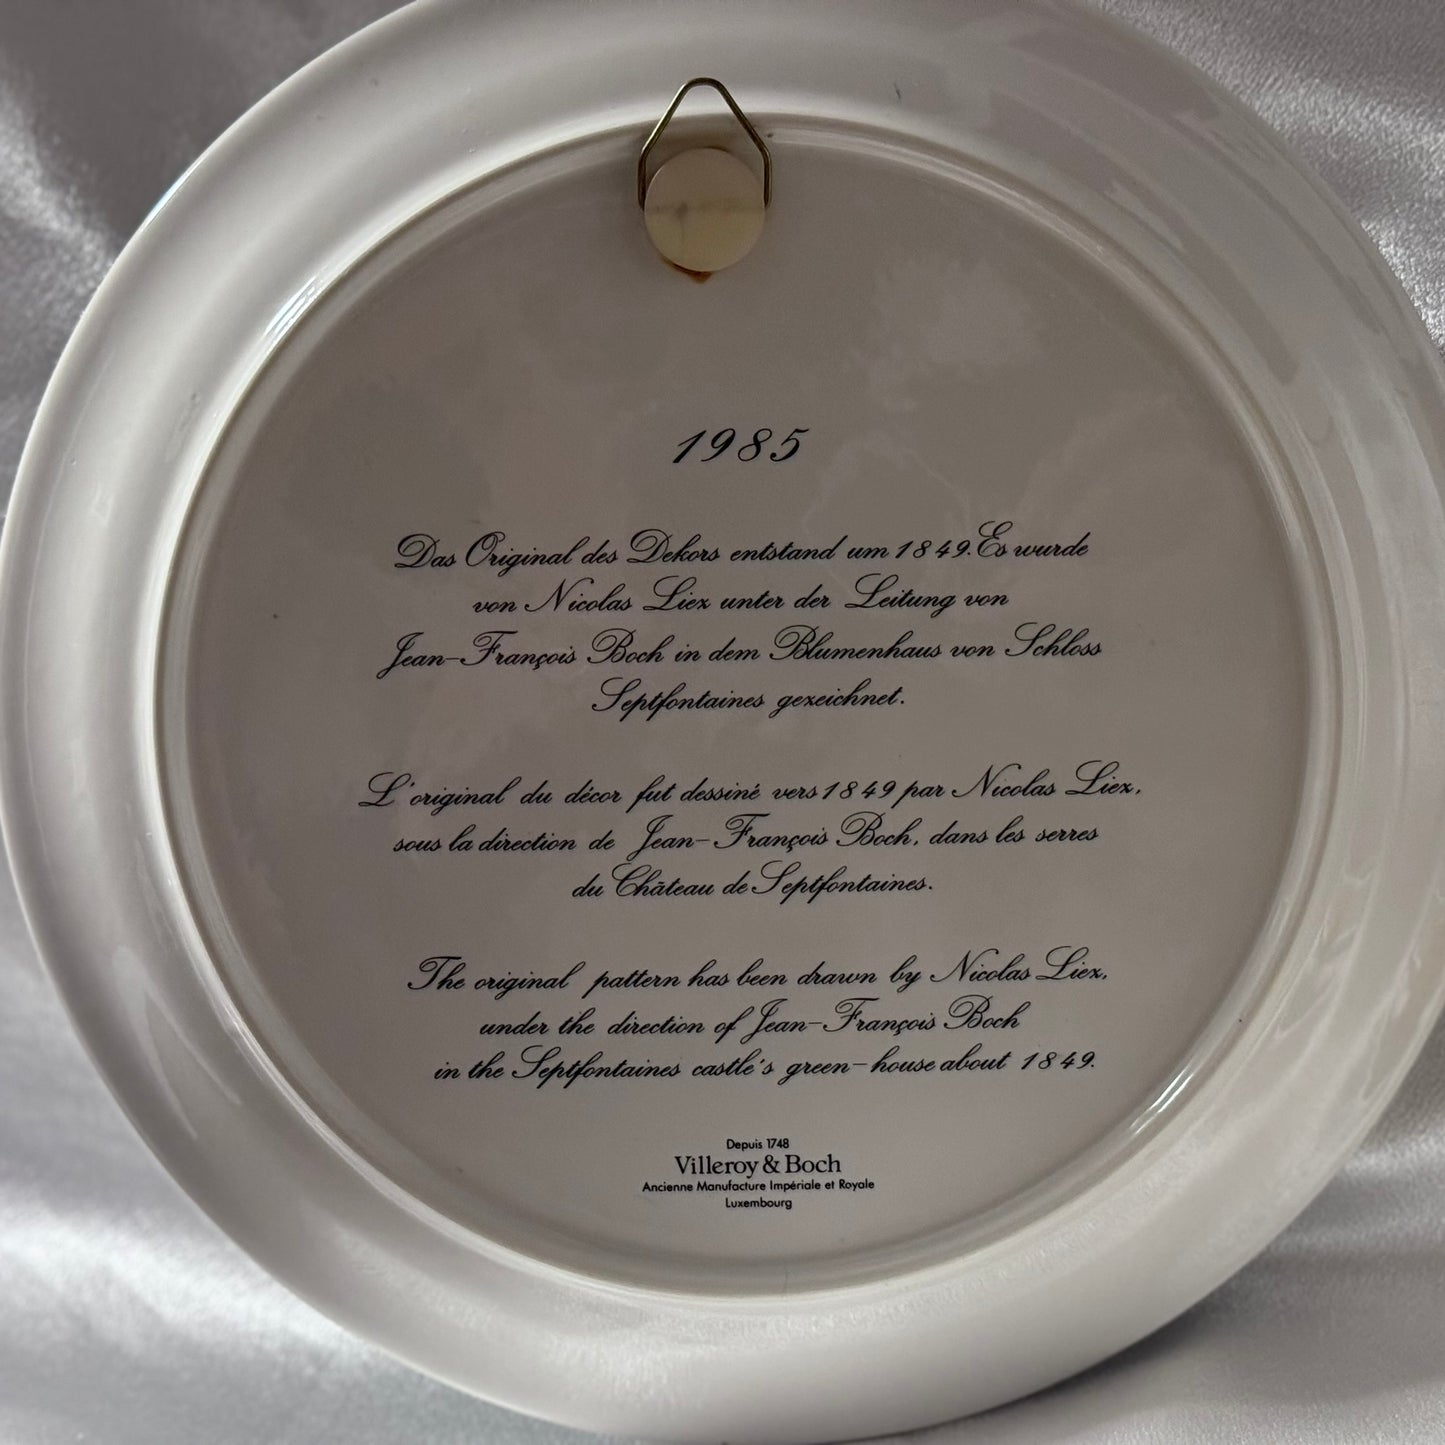 1985
Das Original des Dekors entstand um 1849. Es wurde
von Nicolas Liez unter der Leitung von
Jean-François Boch in dem Blumenhaus von Schloss
Septfontaines gezeichnet.
L'original du décor fut dessiné vers 1849 par Nicolas Liez,
sous la direction de Jean-François Boch, dans les serres
du Château de Septfontaines.
The original pattern has been drawn by Nicolas Liez,
under the direction of Jean-François Boch
in the Septfontaines castle's green-house about 1849.
Depuis 1748
Villeroy & Boch
Ancienne Manufacture Impériale et Royale
Luxembourg